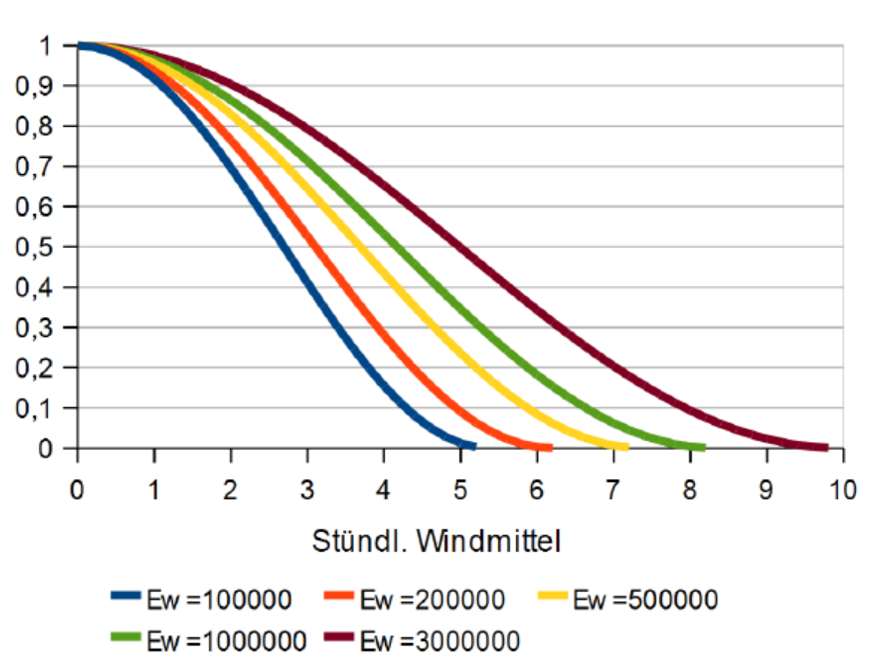 1
0,9
0,8
0,7
0,6
0,5
0,4
0,3
0,2
0,1
0
0 1 2 3 4 5 6 7 8 9 10
Stündl. Windmittel
Ew =100000 Ew =200000 Ew =500000
Ew =1000000 Ew =3000000